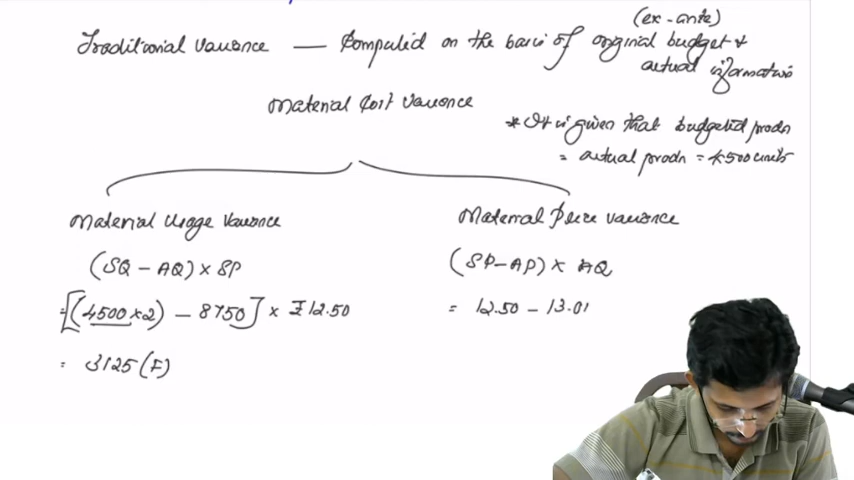 (ex-ante)
Traditional Variance — Computed on the basis of original budget &
actual information
Material Cost Variance
* It is given that budgeted prodn
= actual prodn = 4500 units
Material Usage Variance
(SQ - AQ) × SP
= [(4500 × 2) - 8750] × ₹ 12.50
= 3125 (F)
Material Price Variance
(SP - AP) × AQ
= 12.50 - 13.01